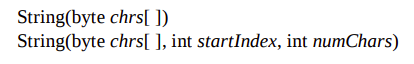 String(byte chrs[ ])
String(byte chrs[ ], int startIndex, int numChars)